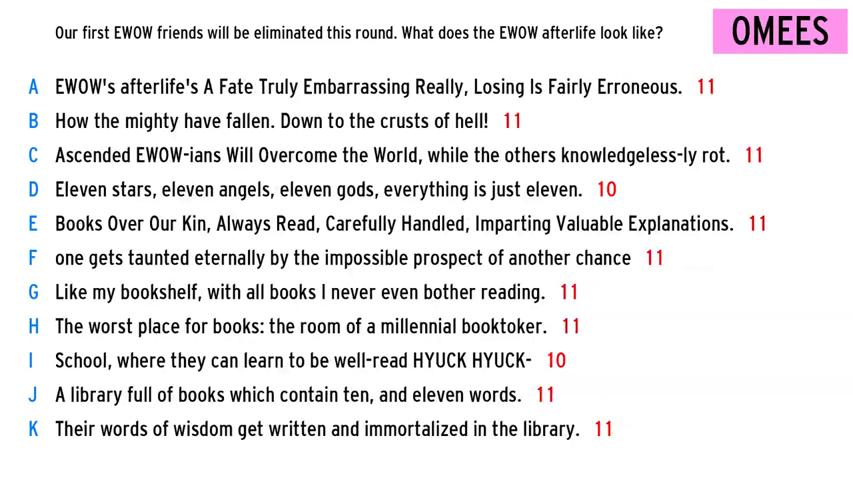 Our first EWOW friends will be eliminated this round. What does the EWOW afterlife look like?
OMEES
A EWOW's afterlife's A Fate Truly Embarrassing Really, Losing Is Fairly Erroneous. 11
B How the mighty have fallen. Down to the crusts of hell! 11
C Ascended EWOW-ians Will Overcome the World, while the others knowledgeless-ly rot. 11
D Eleven stars, eleven angels, eleven gods, everything is just eleven. 10
E Books Over Our Kin, Always Read, Carefully Handled, Imparting Valuable Explanations. 11
F one gets taunted eternally by the impossible prospect of another chance 11
G Like my bookshelf, with all books I never even bother reading. 11
H The worst place for books: the room of a millennial booktoker. 11
I School, where they can learn to be well-read HYUCK HYUCK- 10
J A library full of books which contain ten, and eleven words. 11
K Their words of wisdom get written and immortalized in the library. 11